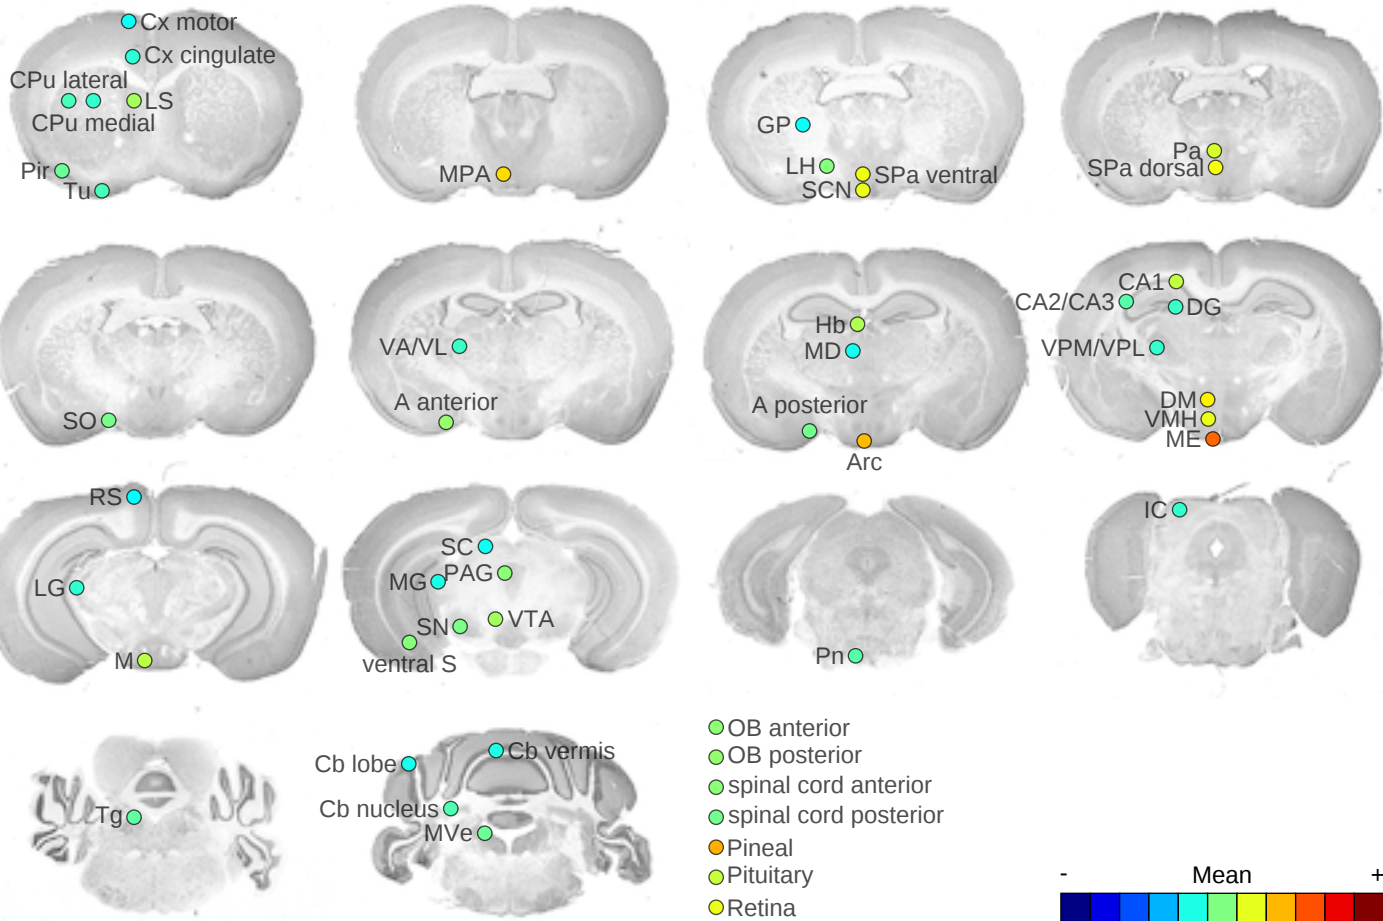 Cx motor
Cx cingulate
CPu lateral
LS
CPu medial
Pir
Tu
MPA
GP
LH
SPa ventral
SCN
Pa
SPa dorsal
SO
VA/VL
A anterior
Hb
MD
A posterior
Arc
CA1
CA2/CA3
DG
VPM/VPL
DM
VMH
ME
RS
LG
M
SC
MG
PAG
SN
VTA
ventral S
Pn
IC
Tg
Cb lobe
Cb vermis
Cb nucleus
MVe
OB anterior
OB posterior
spinal cord anterior
spinal cord posterior
Pineal
Pituitary
Retina
- Mean +